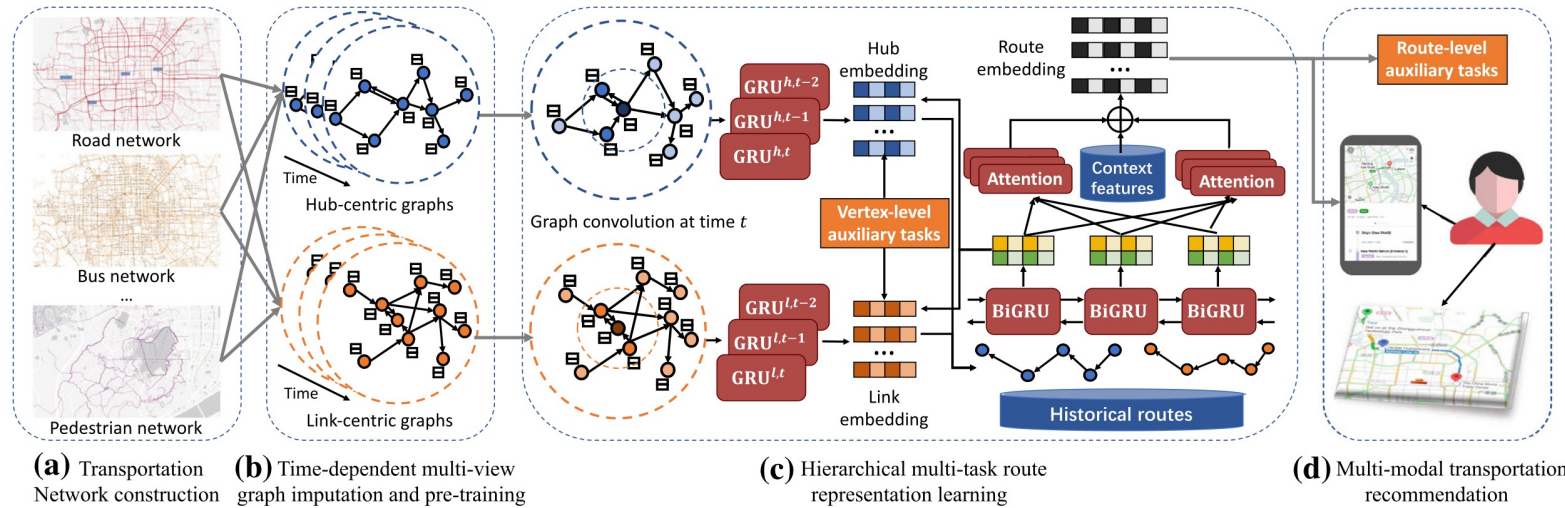 Road network
Bus network
...
Pedestrian network
Time
Hub-centric graphs
Time
Link-centric graphs
Graph convolution at time t
GRU^{h,t−2}
GRU^{h,t−1}
GRU^{h,t}
GRU^{l,t−2}
GRU^{l,t−1}
GRU^{l,t}
Hub
embedding
...
Vertex-level
auxiliary tasks
...
Link
embedding
Route
embedding
...
Attention
Context
features
Attention
BiGRU
BiGRU
BiGRU
Historical routes
Route-level
auxiliary tasks
(a) Transportation
Network construction
(b) Time-dependent multi-view
graph imputation and pre-training
(c) Hierarchical multi-task route
representation learning
(d) Multi-modal transportation
recommendation